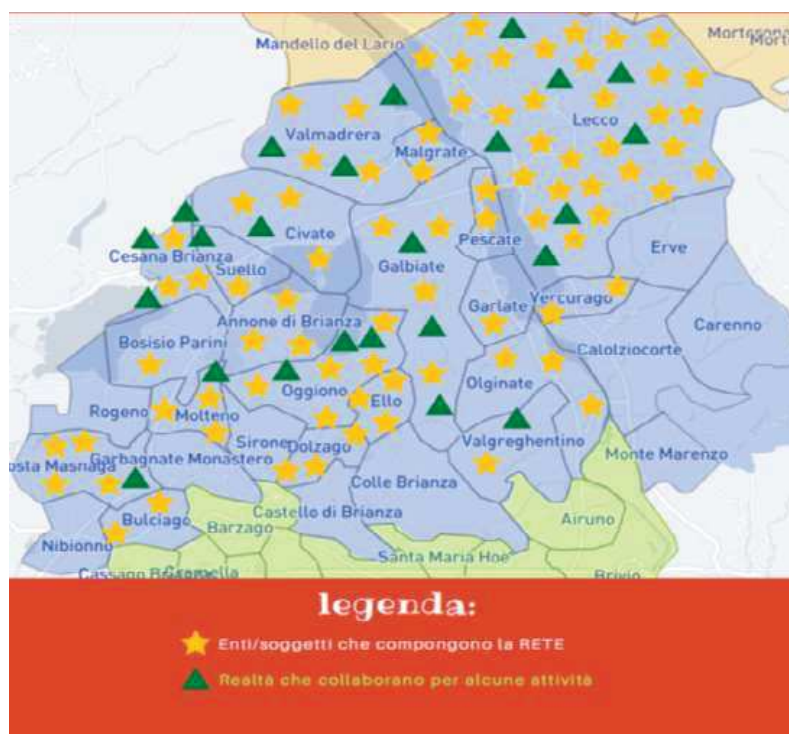 Mandello del Lario
Lecco
Valmadrera
Malgrate
Civate
Pescate
Erve
Cesana Brianza
Suello
Galbiate
Garlate
Vercurago
Carenno
Annone di Brianza
Bosisio Parini
Calolziocorte
Oggiono
Ello
Olginate
Rogeno
Molteno
Sirone
Dolzago
Valgreghentino
Monte Marenzo
osta Masnaga
Garbagnate Monastero
Colle Brianza
Castello di Brianza
Airuno
Bulciago
Barzago
Nibionno
Santa Maria Hoè
Brivio
legenda:
Enti/soggetti che compongono la RETE
Realtà che collaborano per alcune attività